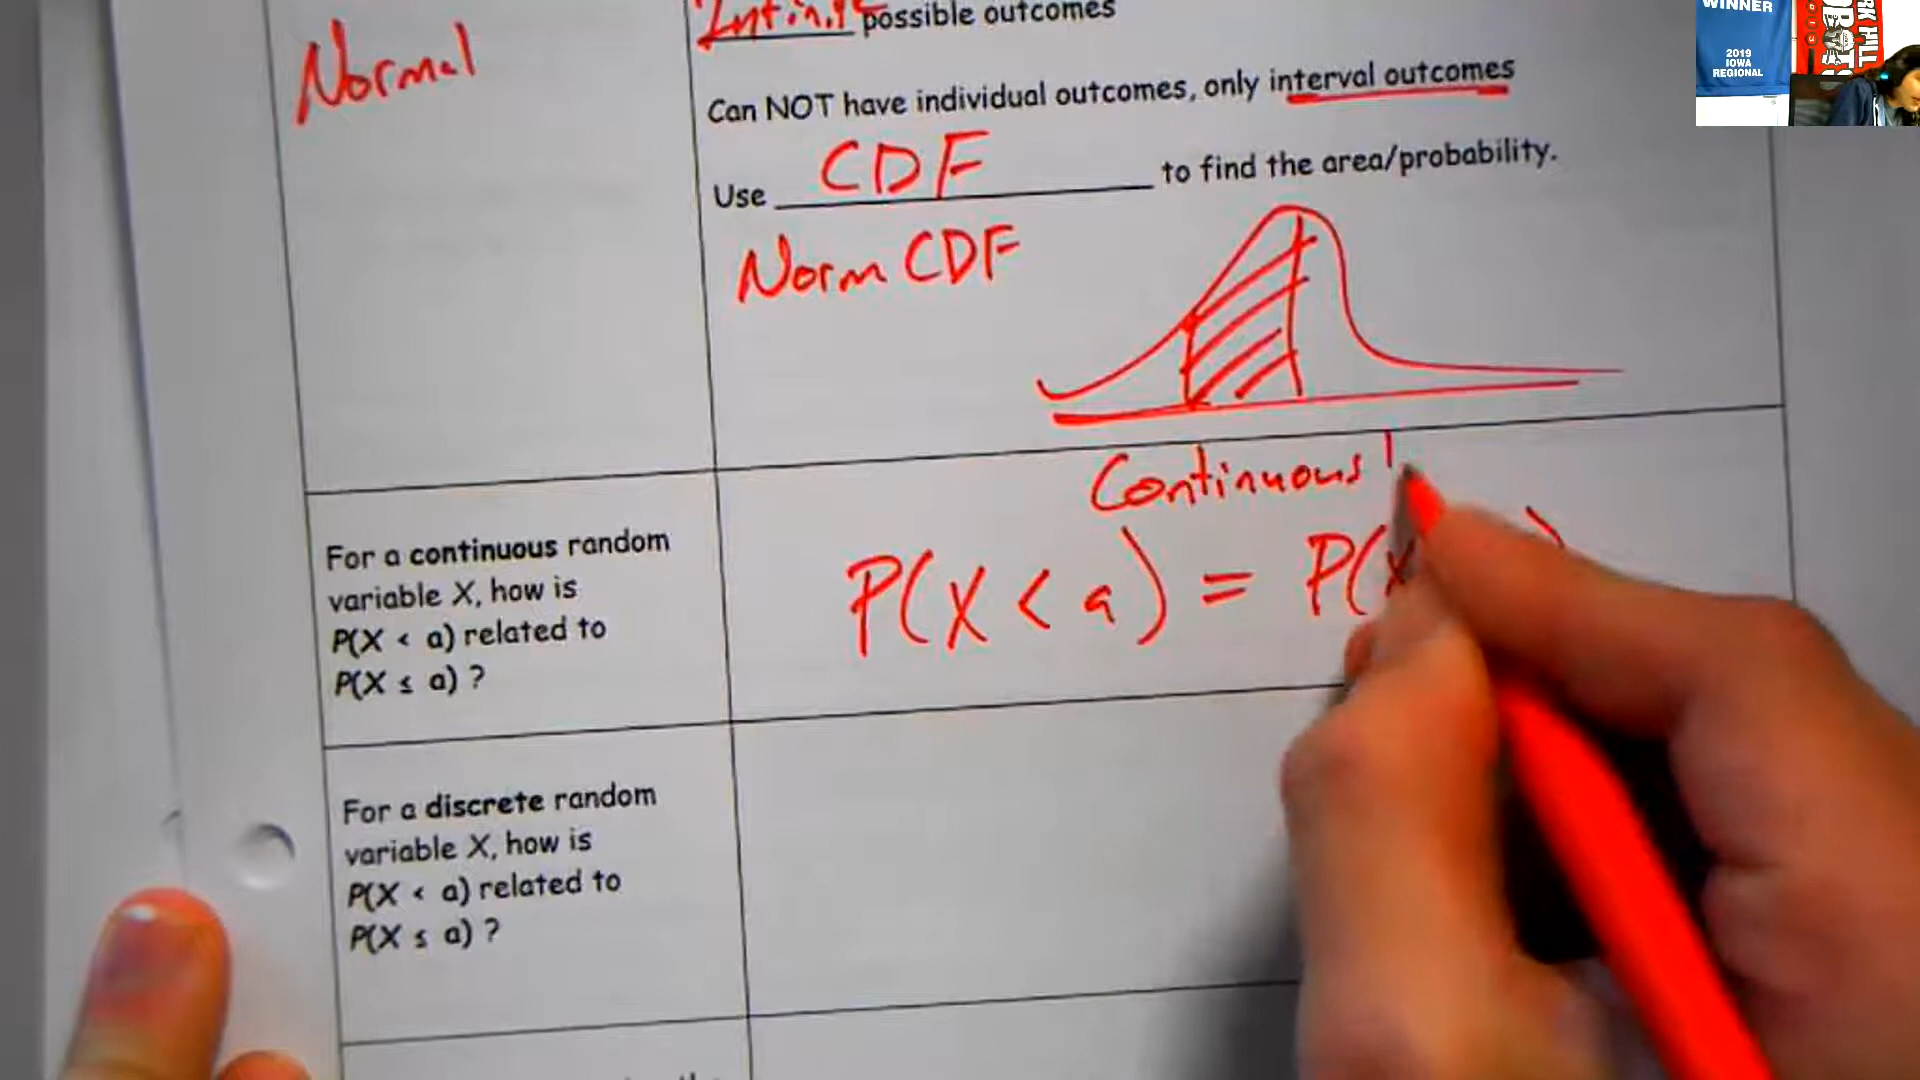 Infinite possible outcomes
Normal
Can NOT have individual outcomes, only interval outcomes
Use CDF to find the area/probability.
Norm CDF
Continuous
P(X < a) = P(X
For a continuous random
variable X, how is
P(X < a) related to
P(X ≤ a) ?
For a discrete random
variable X, how is
P(X < a) related to
P(X ≤ a) ?
WINNER
2019
IOWA
REGIONAL